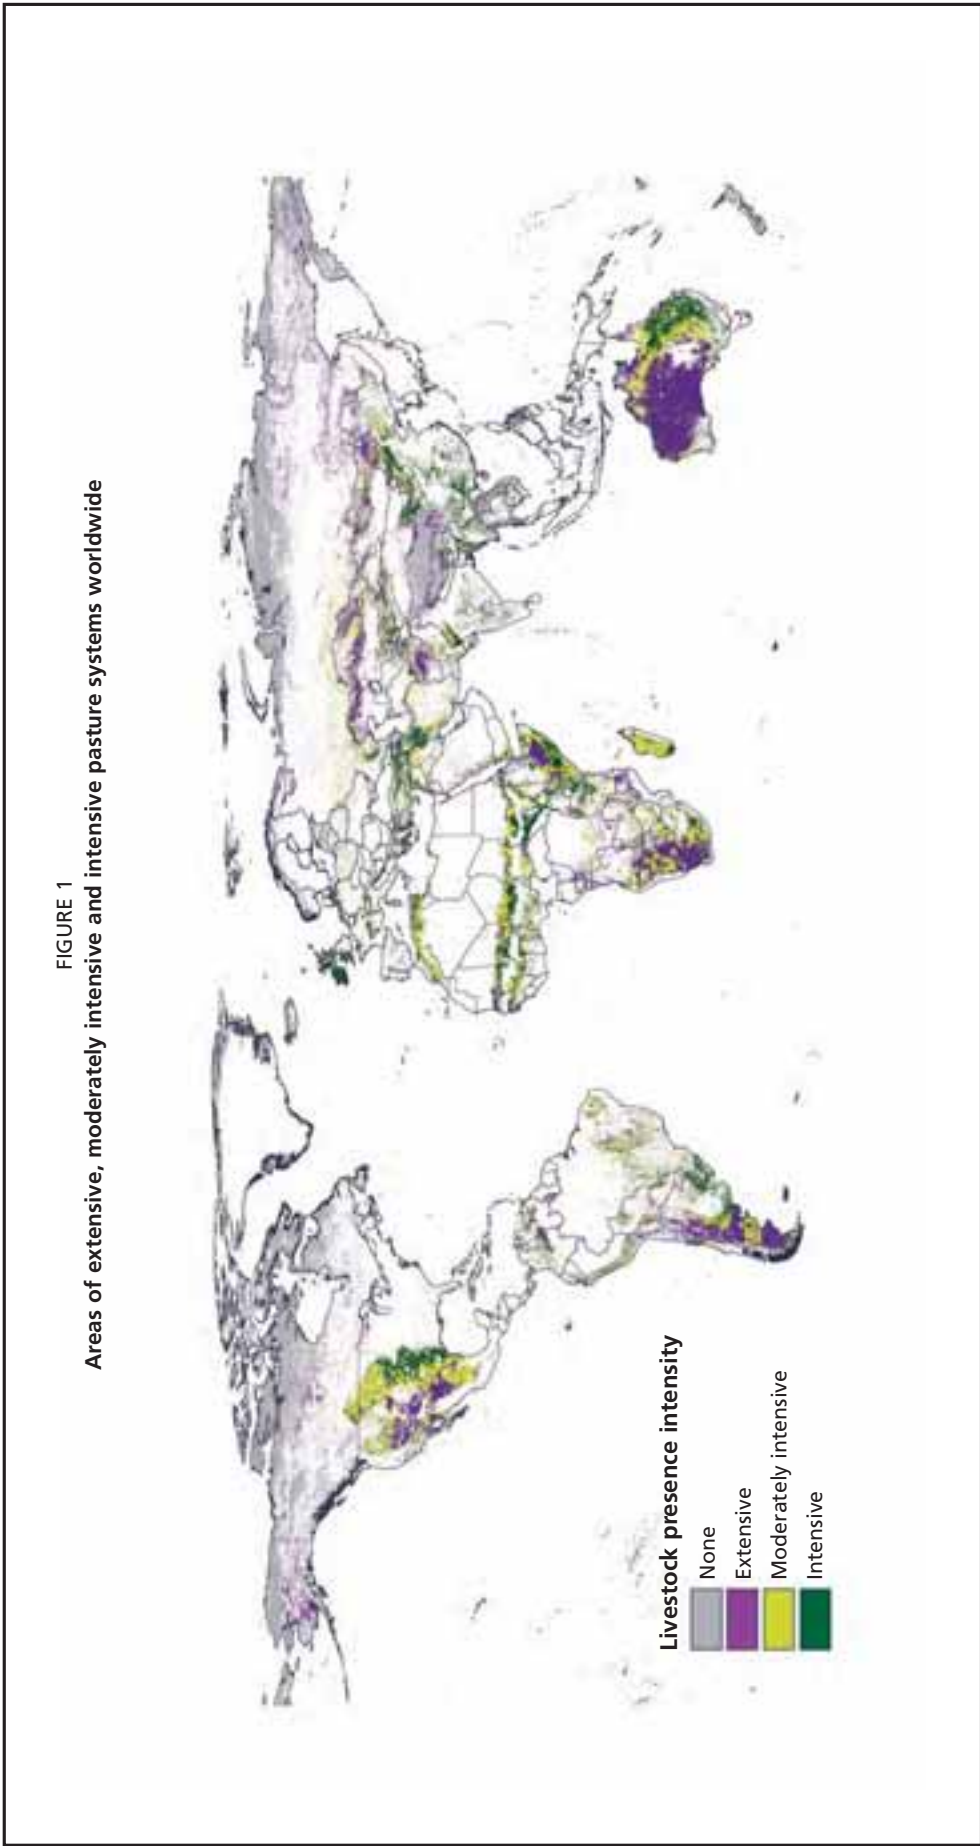 FIGURE 1
Areas of extensive, moderately intensive and intensive pasture systems worldwide
Livestock presence intensity
None
Extensive
Moderately intensive
Intensive